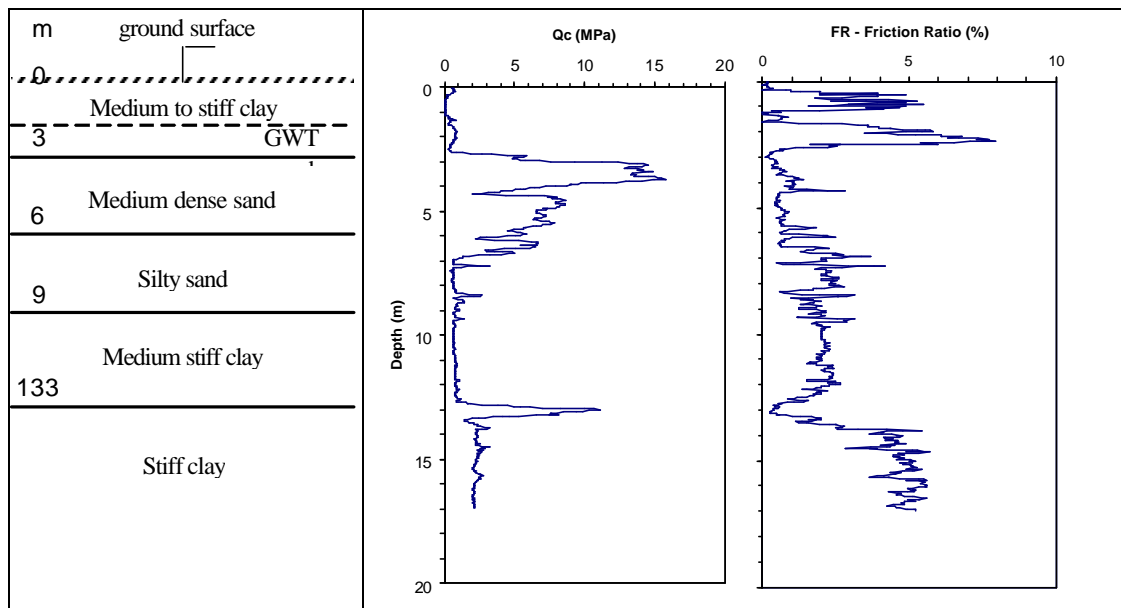 m
ground surface
0
Medium to stiff clay
3
GWT
Medium dense sand
6
Silty sand
9
Medium stiff clay
133
Stiff clay
Qc (MPa)
0 5 10 15 20
0
5
10
15
20
Depth (m)
FR - Friction Ratio (%)
0 5 10